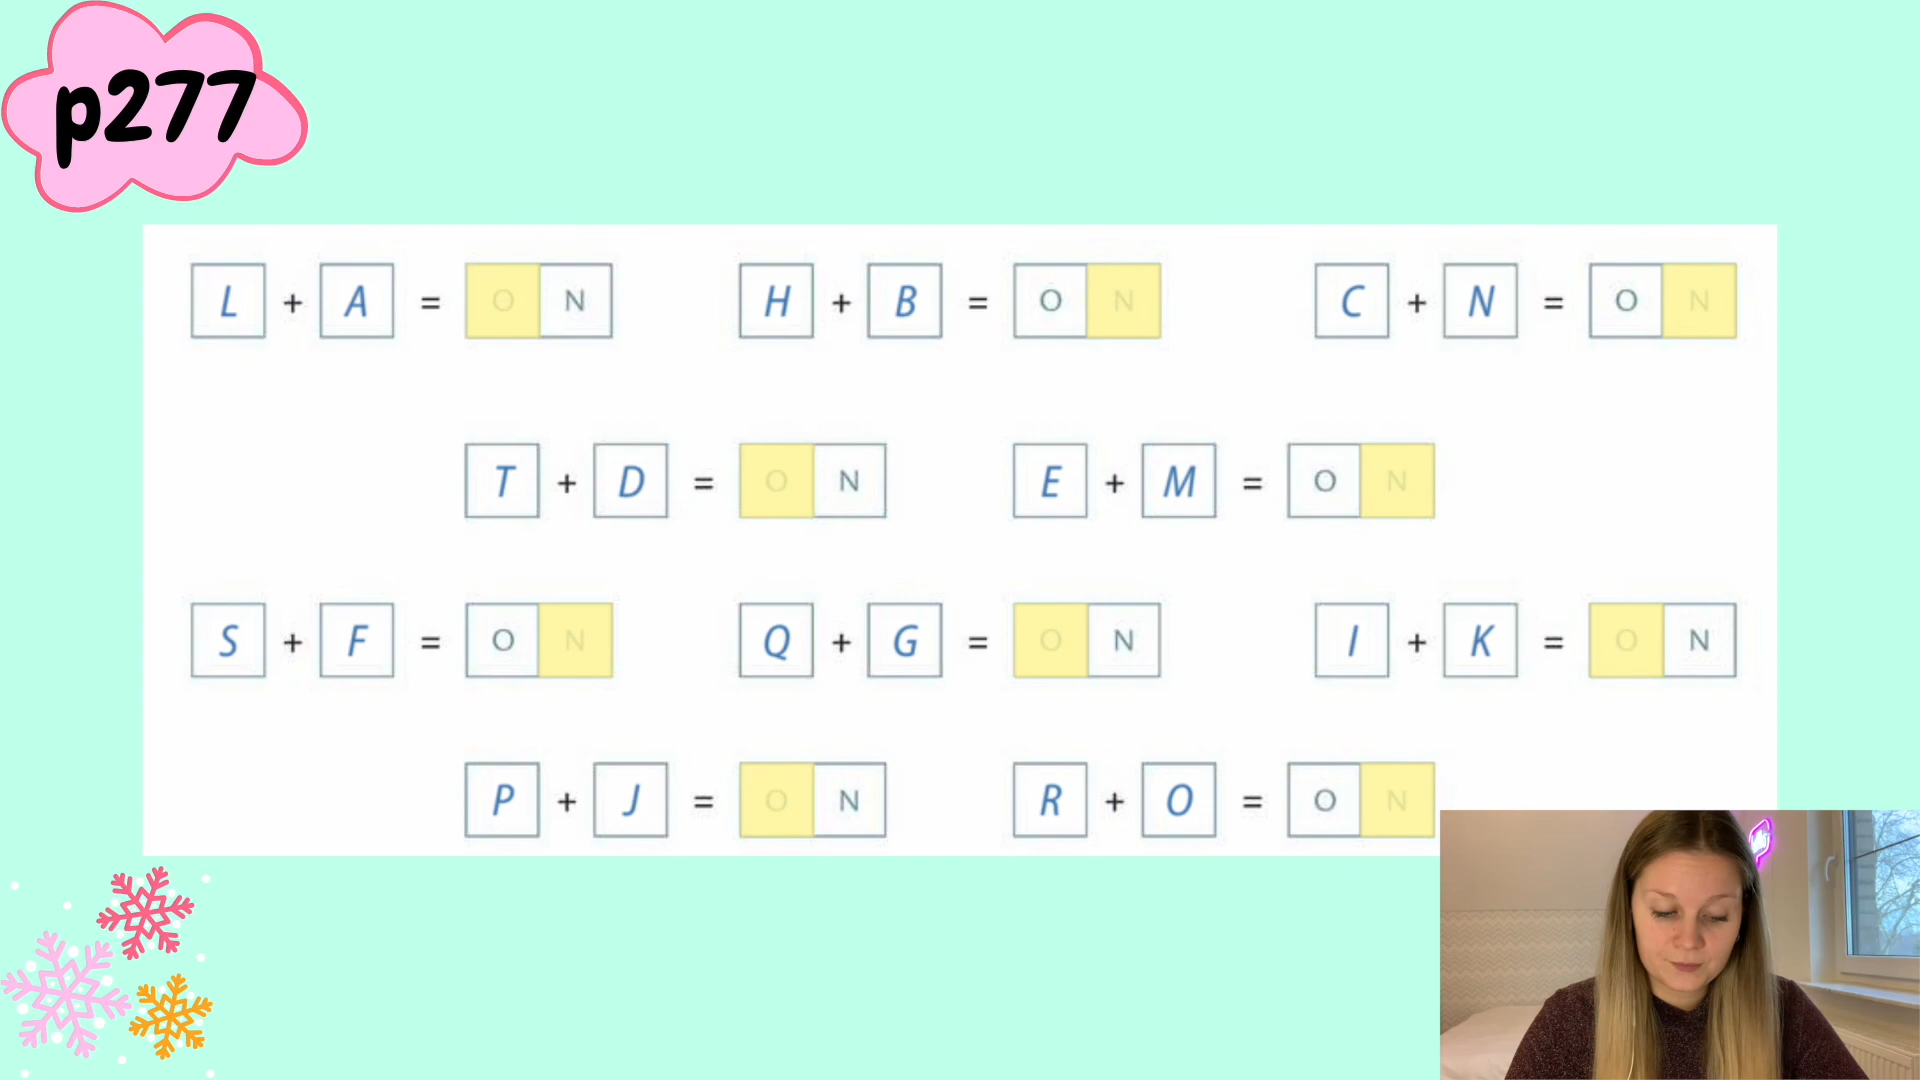 p277
L + A = O N H + B = O N C + N = O N
T + D = O N E + M = O N
S + F = O N Q + G = O N I + K = O N
P + J = O N R + O = O N